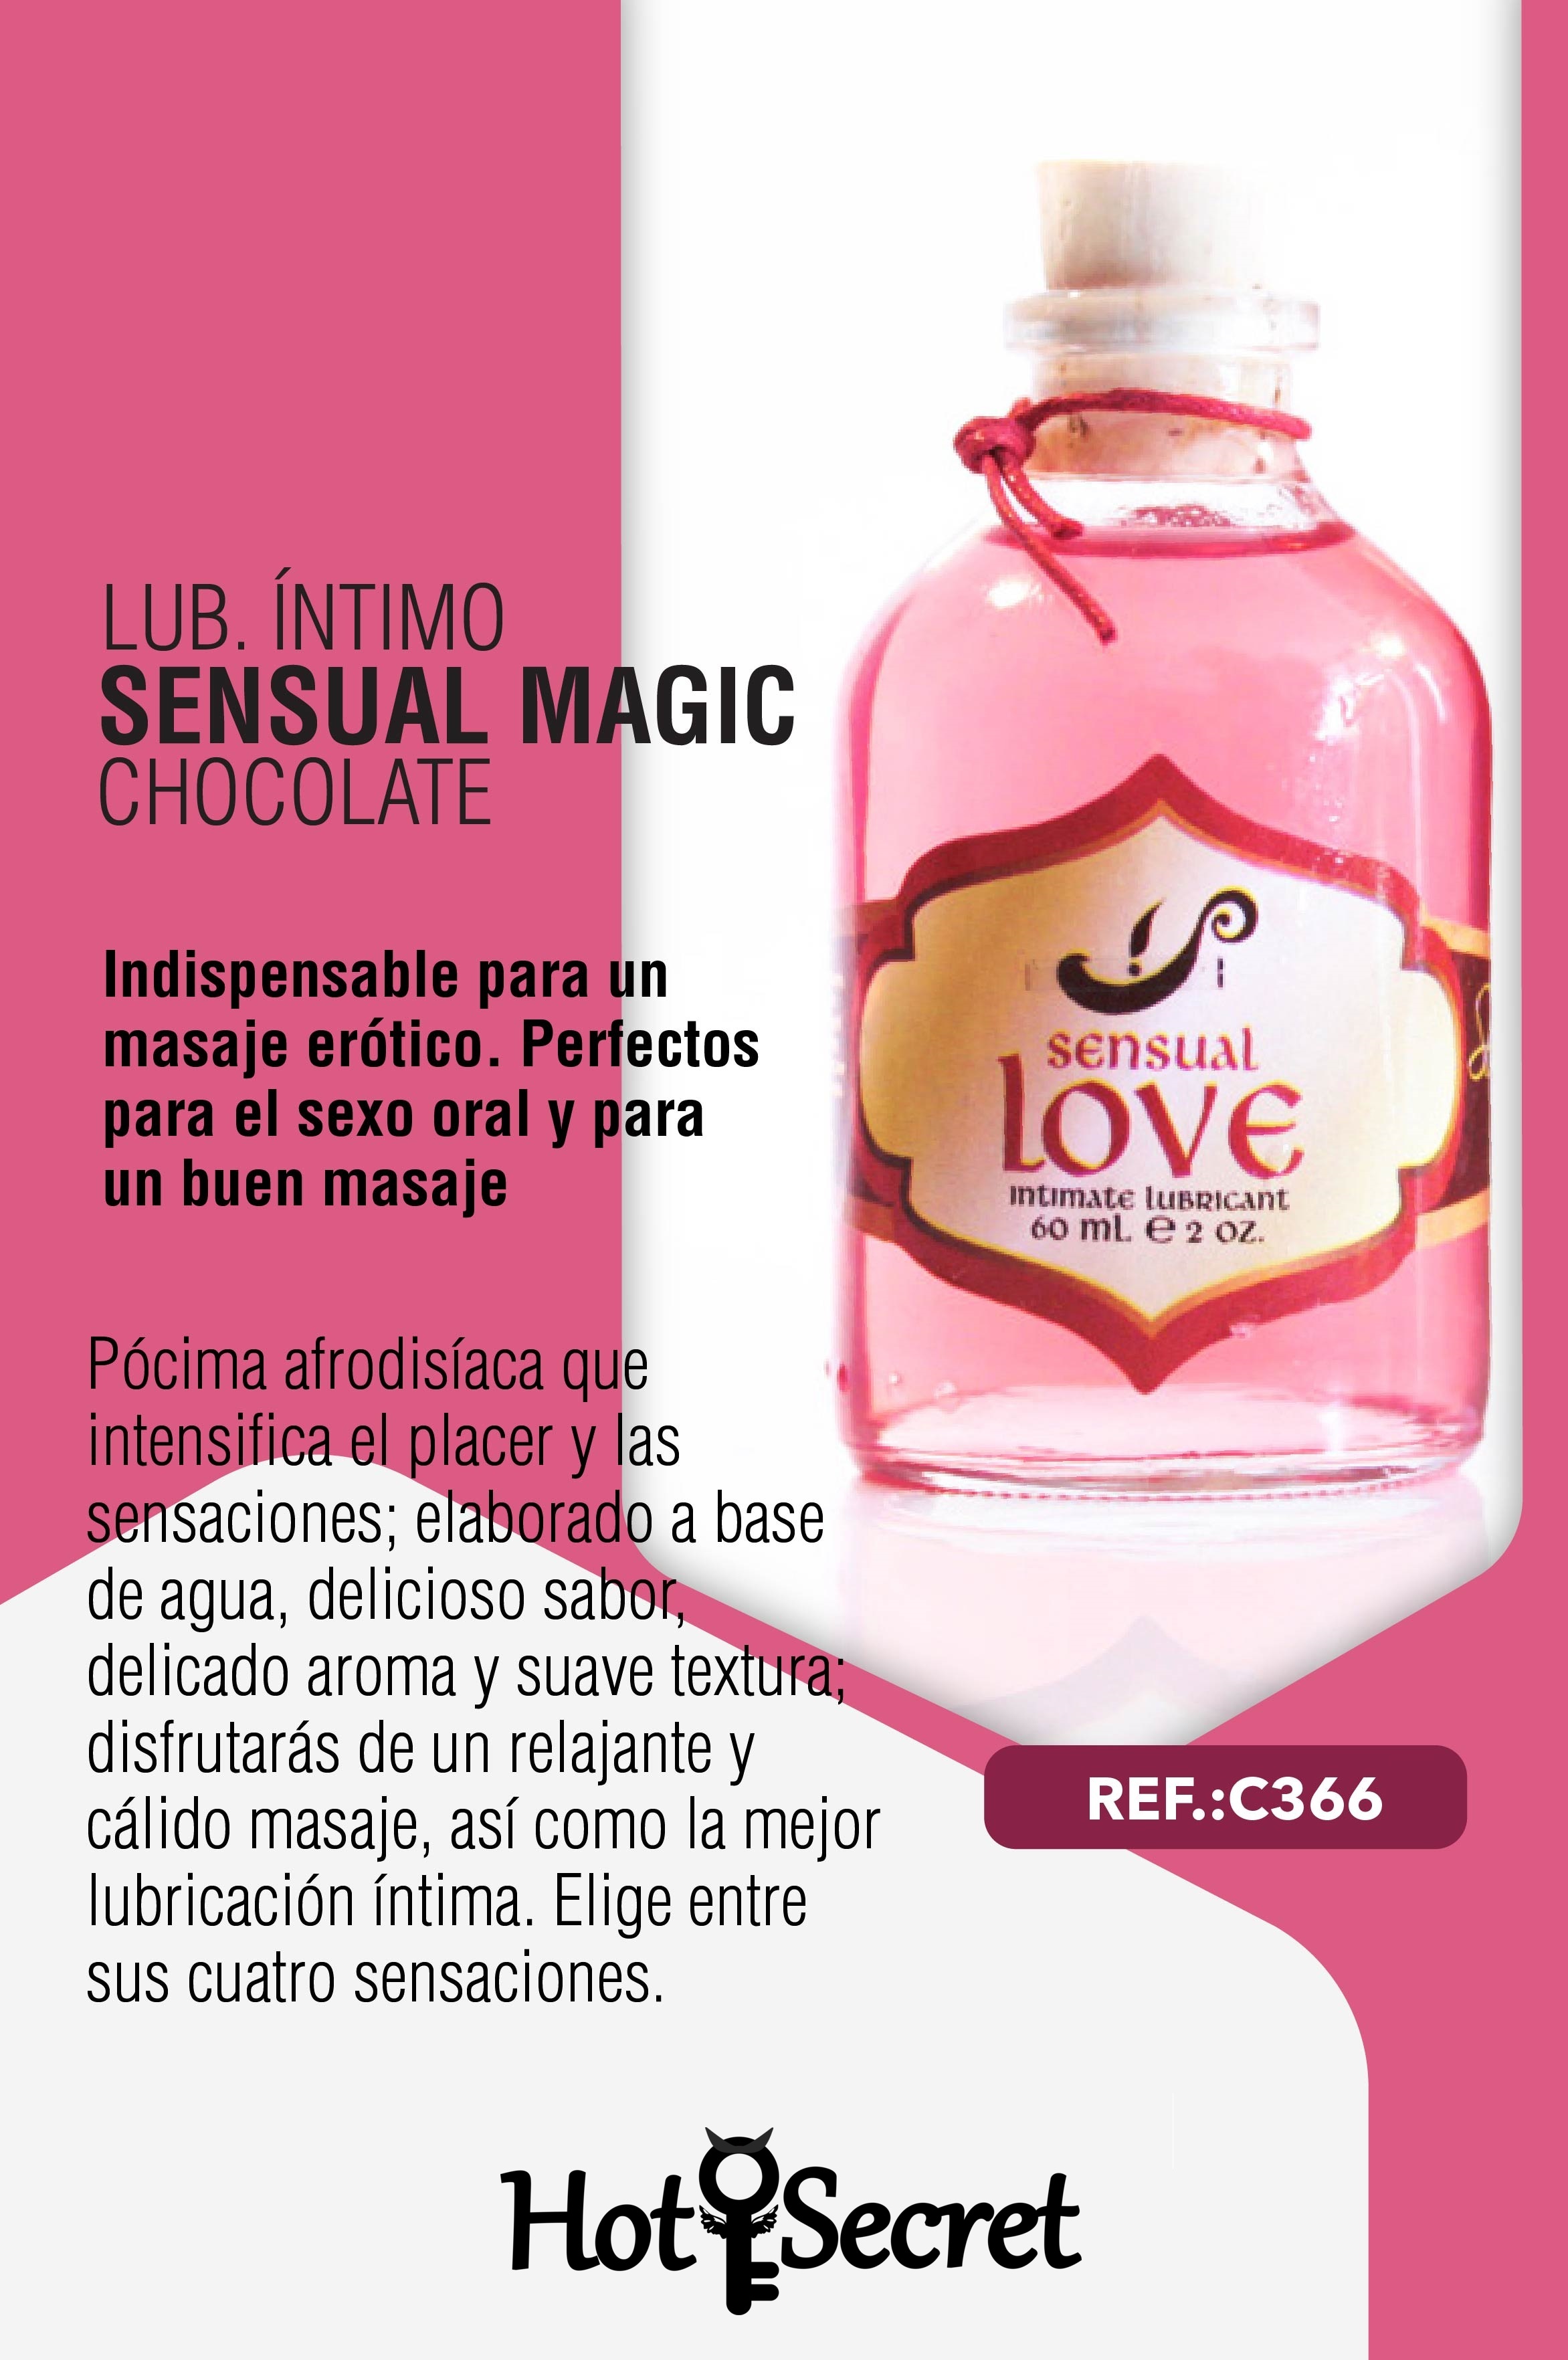 LUB. ÍNTIMO
SENSUAL MAGIC
CHOCOLATE
Indispensable para un
masaje erótico. Perfectos
para el sexo oral y para
un buen masaje
Pócima afrodisíaca que
intensifica el placer y las
sensaciones; elaborado a base
de agua, delicioso sabor,
delicado aroma y suave textura;
disfrutarás de un relajante y
cálido masaje, así como la mejor
lubricación íntima. Elige entre
sus cuatro sensaciones.
sensual
love
intimate lubricant
60 ml. e 2 oz.
REF.:C366
Hot Secret